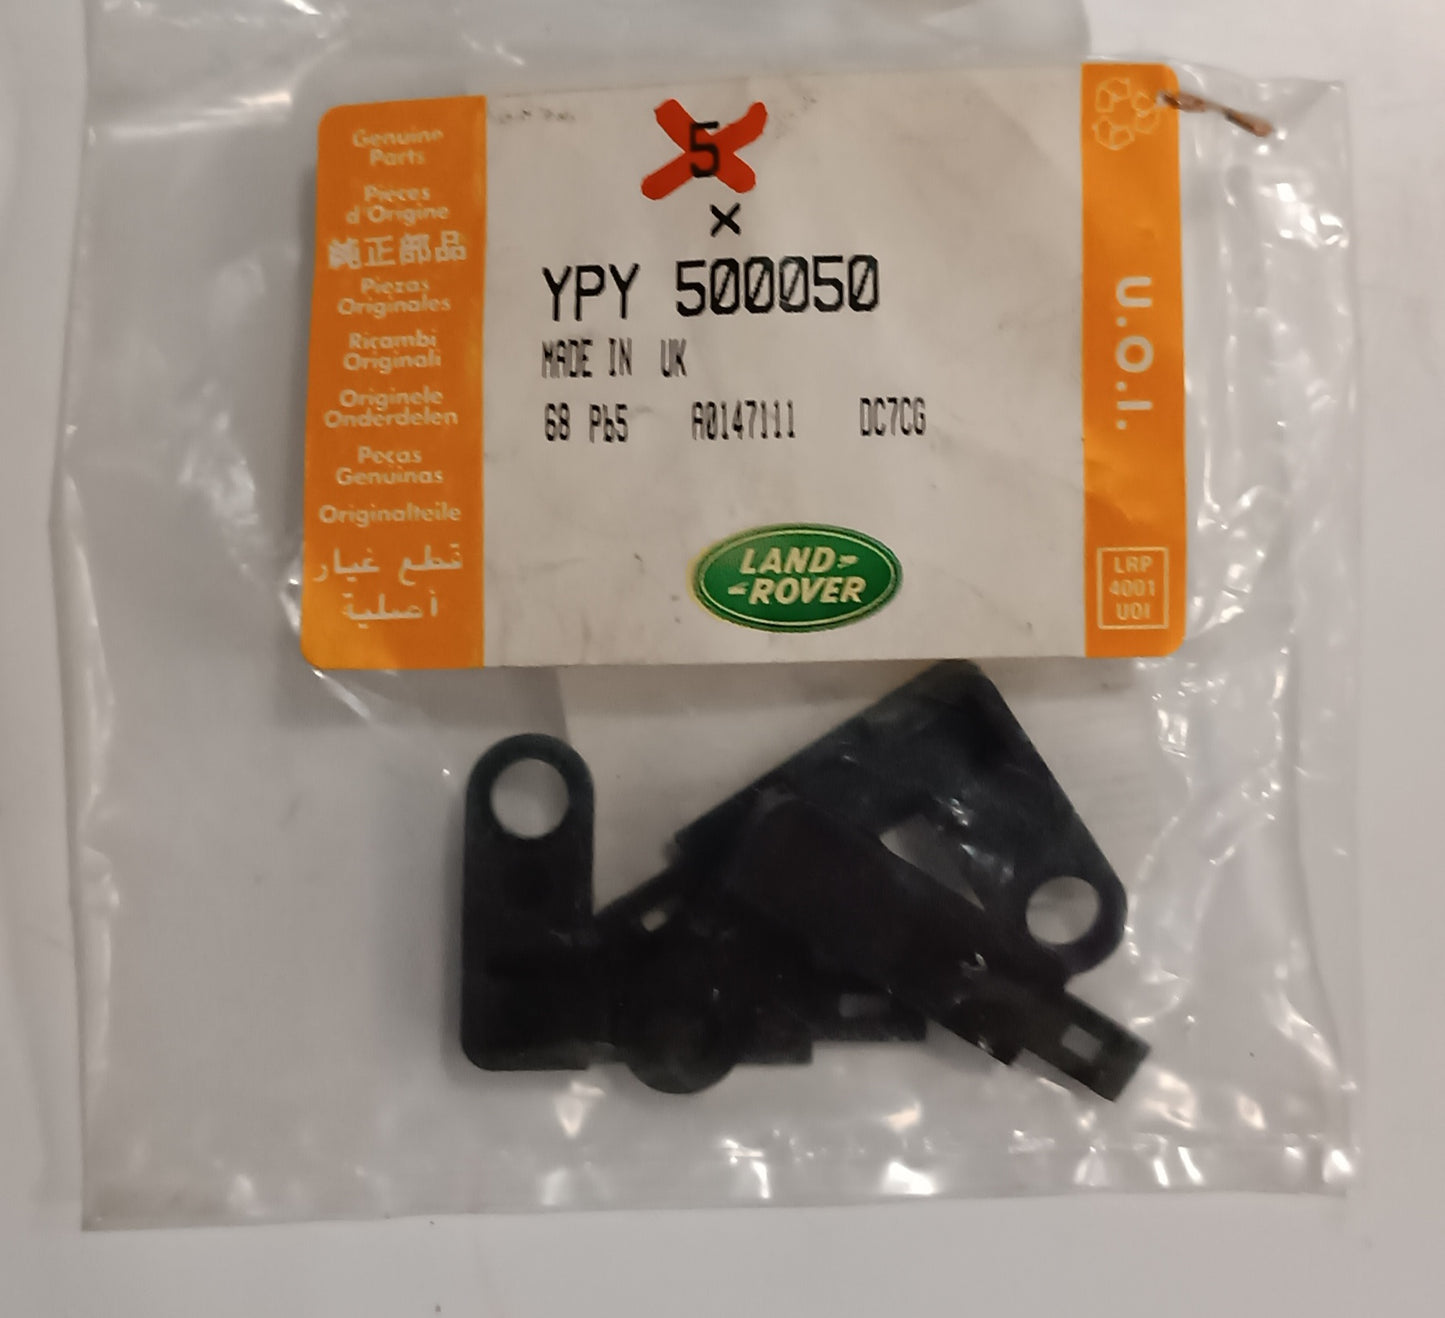 Genuine
Parts
Pièces
d'Origine
純正部品
Piezas
Originales
Ricambi
Originali
Originele
Onderdelen
Peças
Genuinas
Originalteile
قطع غيار
أصلية
5
x
YPY 500050
MADE IN UK
68 Pb5 A0147111 DC7CG
LAND-
-ROVER
U.O.I.
LRP
4001
UOI